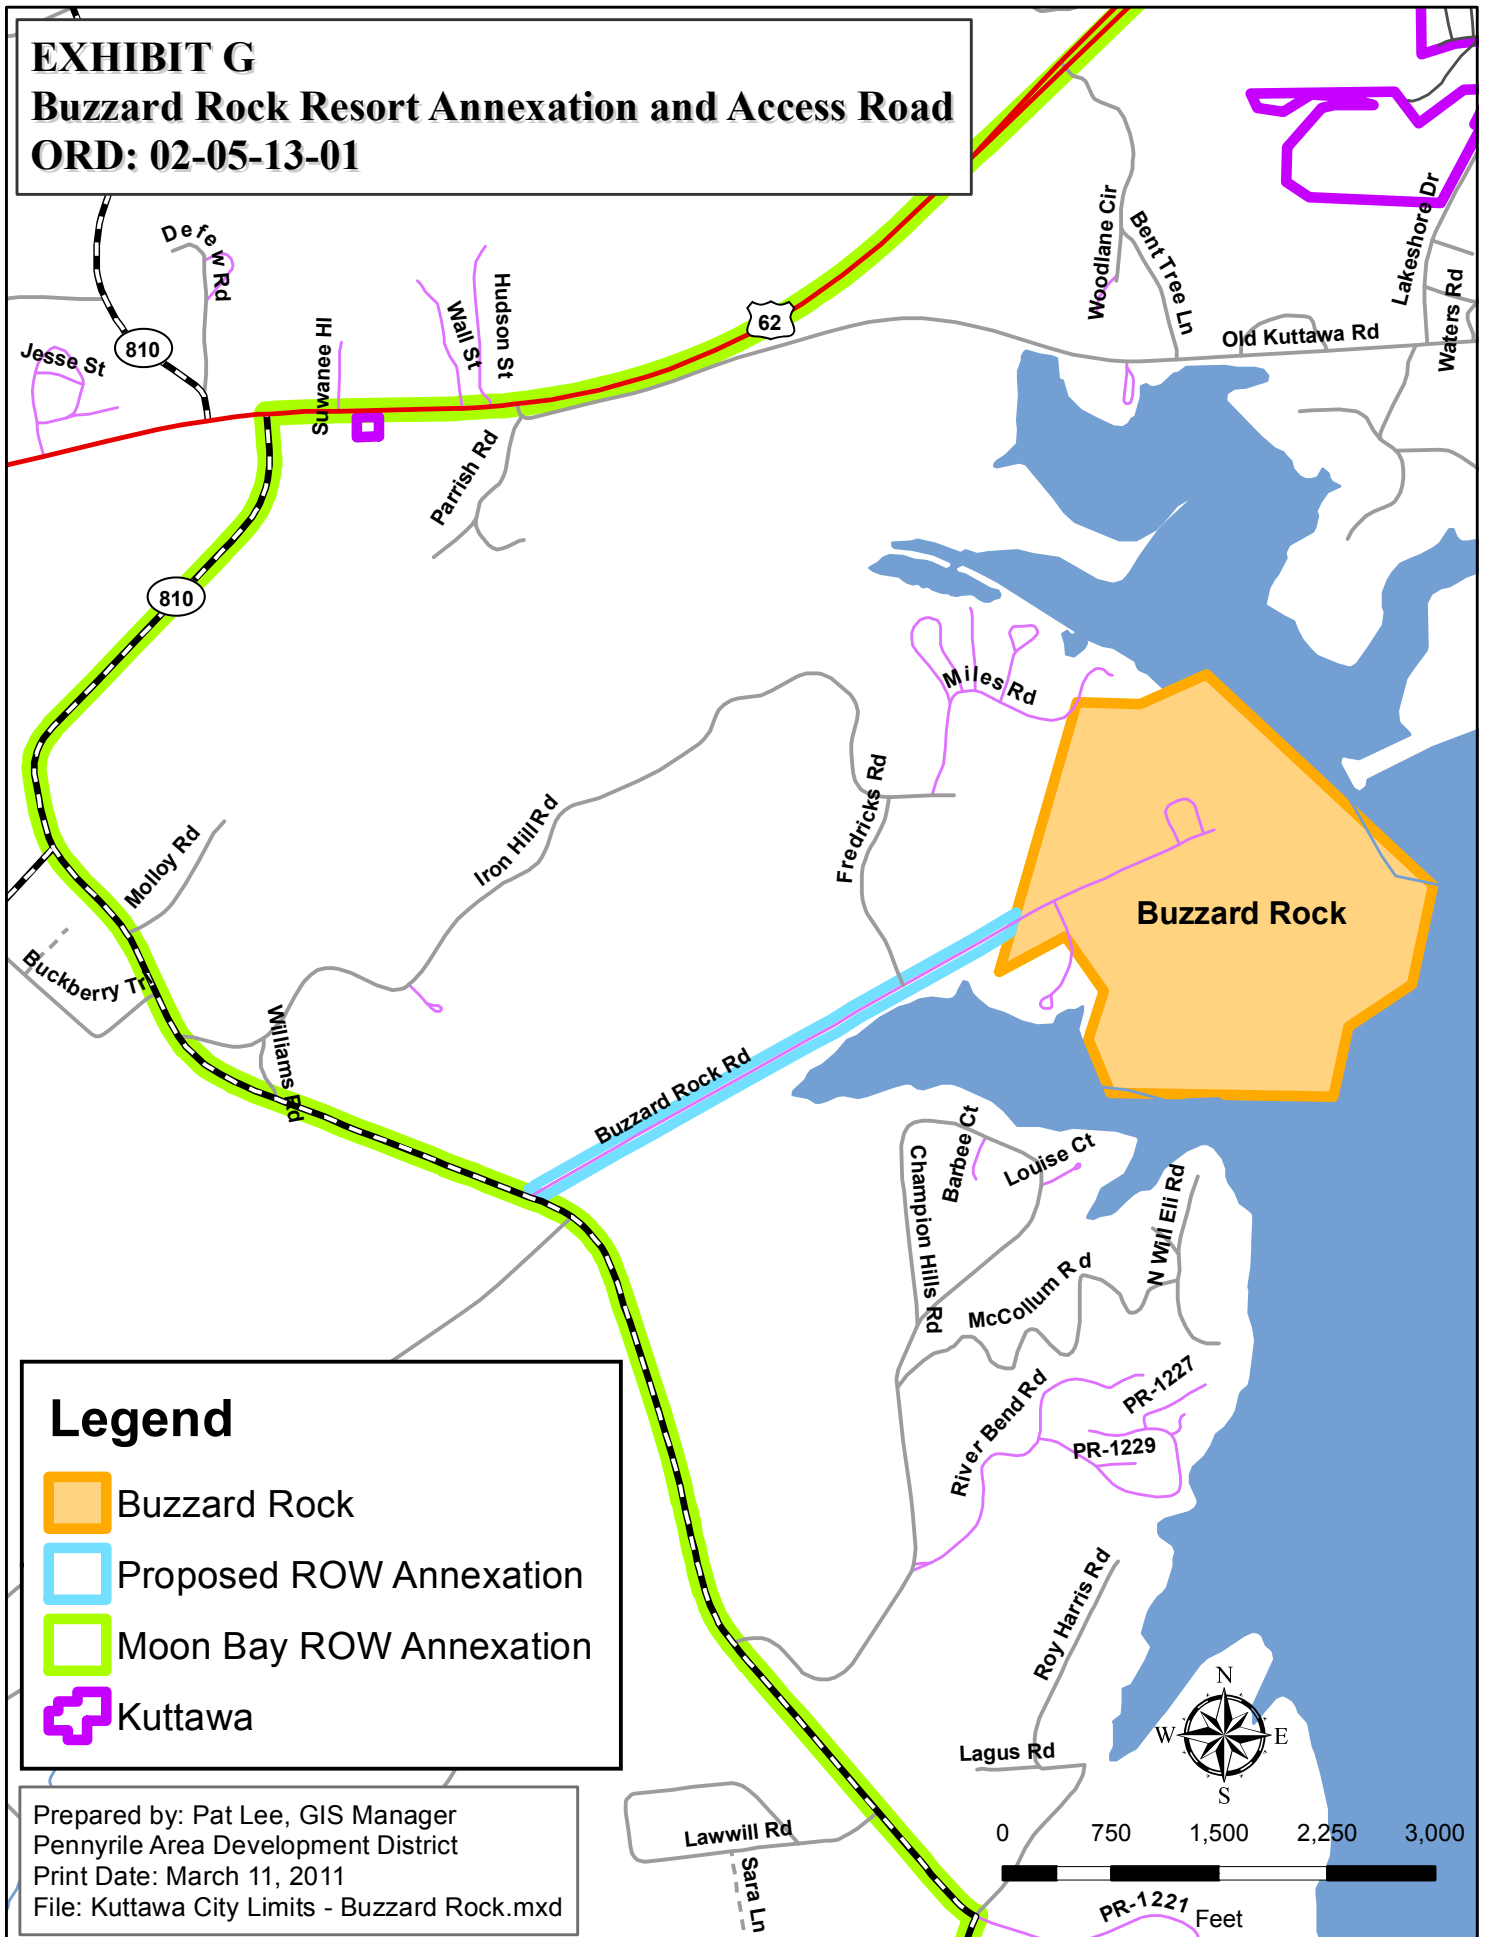 EXHIBIT G
Buzzard Rock Resort Annexation and Access Road
ORD: 02-05-13-01
Defew Rd
Jesse St
810
Suwanee Hl
Wall St
Hudson St
62
Woodlane Cir
Bent Tree Ln
Lakeshore Dr
Waters Rd
Old Kuttawa Rd
Parrish Rd
810
Miles Rd
Molloy Rd
Iron Hill Rd
Fredricks Rd
Buzzard Rock
Buckberry Tr
Williams Rd
Buzzard Rock Rd
Barbee Ct
Louise Ct
Champion Hills Rd
N Will Eli Rd
McCollum Rd
River Bend Rd
PR-1227
PR-1229
Roy Harris Rd
Lagus Rd
Lawwill Rd
Sara Ln
PR-1221
Legend
Buzzard Rock
Proposed ROW Annexation
Moon Bay ROW Annexation
Kuttawa
Prepared by: Pat Lee, GIS Manager
Pennyrile Area Development District
Print Date: March 11, 2011
File: Kuttawa City Limits - Buzzard Rock.mxd
N
W E
S
0 750 1,500 2,250 3,000
Feet